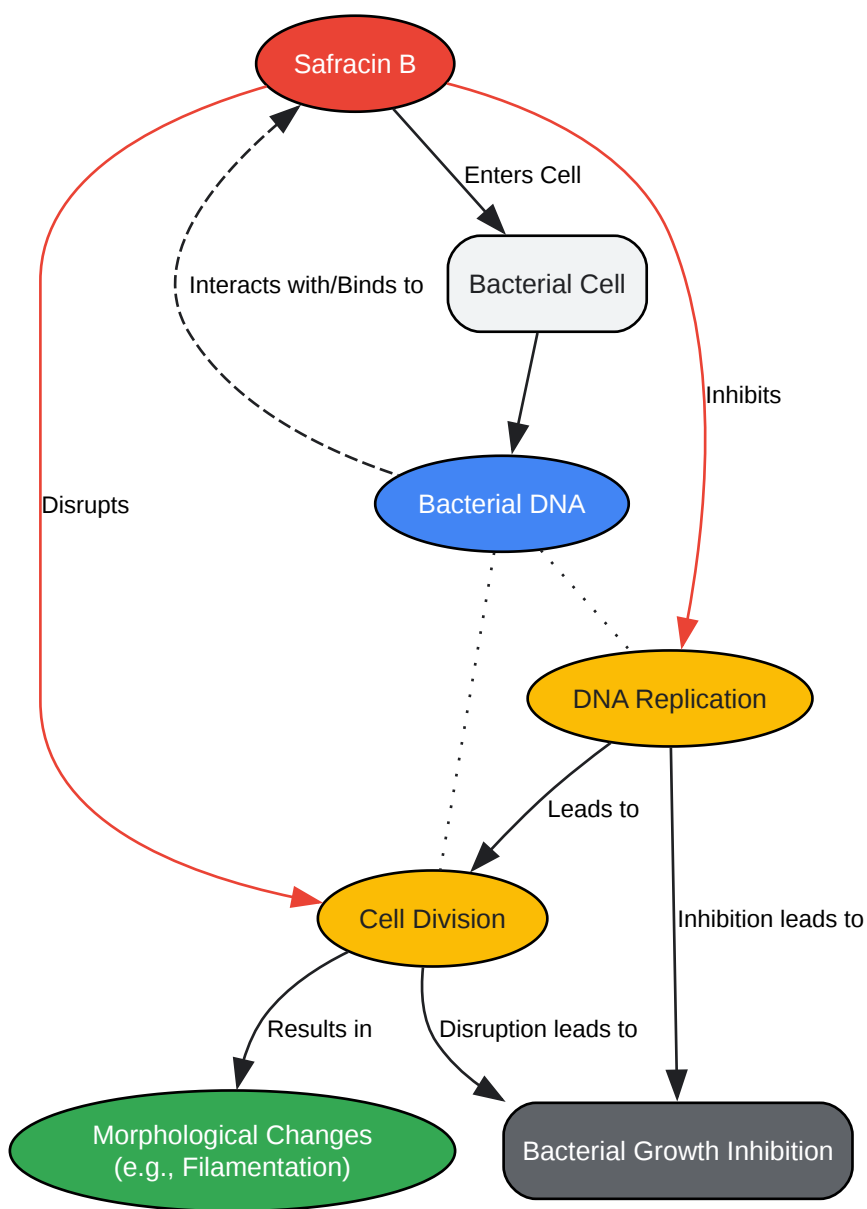 Safracin B
Enters Cell
Interacts with/Binds to
Bacterial Cell
Inhibits
Disrupts
Bacterial DNA
DNA Replication
Leads to
Cell Division
Inhibition leads to
Results in
Disruption leads to
Morphological Changes
(e.g., Filamentation)
Bacterial Growth Inhibition